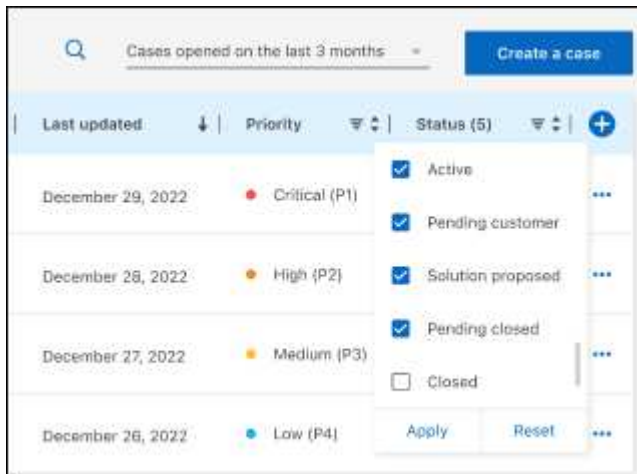 Cases opened on the last 3 months
Create a case
Last updated
Priority
Status (5)
Active
December 29, 2022
Critical (P1)
Pending customer
December 28, 2022
High (P2)
Solution proposed
Pending closed
December 27, 2022
Medium (P3)
Closed
December 26, 2022
Low (P4)
Apply
Reset